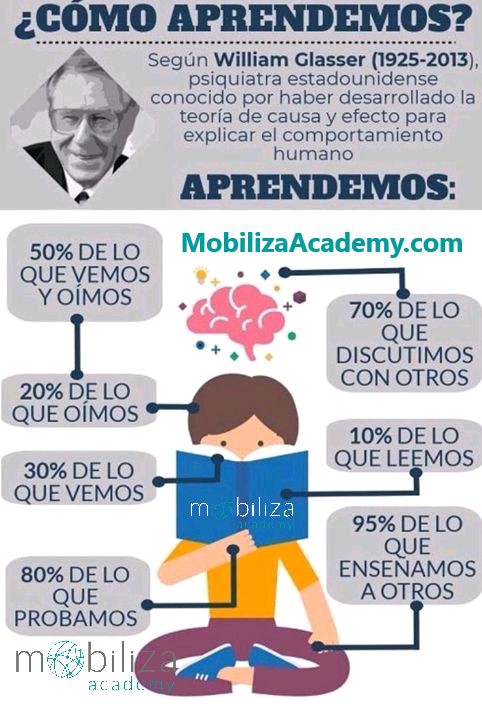 ¿CÓMO APRENDEMOS?
Según William Glasser (1925-2013),
psiquiatra estadounidense
conocido por haber desarrollado la
teoría de causa y efecto para
explicar el comportamiento
humano
APRENDEMOS:
MobilizaAcademy.com
50% DE LO
QUE VEMOS
Y OÍMOS
70% DE LO
QUE
DISCUTIMOS
CON OTROS
20% DE LO
QUE OÍMOS
10% DE LO
QUE LEEMOS
30% DE LO
QUE VEMOS
mobiliza
academy
95% DE LO
QUE
ENSEÑAMOS
A OTROS
80% DE LO
QUE
PROBAMOS
mobiliza
academy